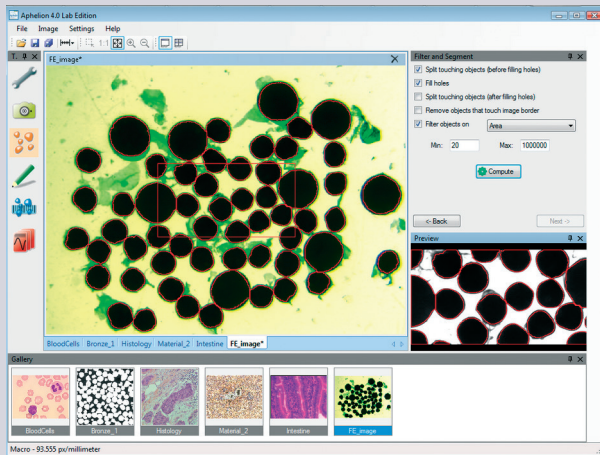 Aphelion 4.0 Lab Edition
File Image Settings Help
1:1
T.
FE_image*
Filter and Segment
Split touching objects (before filling holes)
Fill holes
Split touching objects (after filling holes)
Remove objects that touch image border
Filter objects on Area
Min: 20 Max: 1000000
Compute
<- Back Next ->
Preview
BloodCells Bronze_1 Histology Material_2 Intestine FE_image*
Gallery
BloodCells Bronze_1 Histology Material_2 Intestine FE_image
Macro - 93.555 px/millimeter